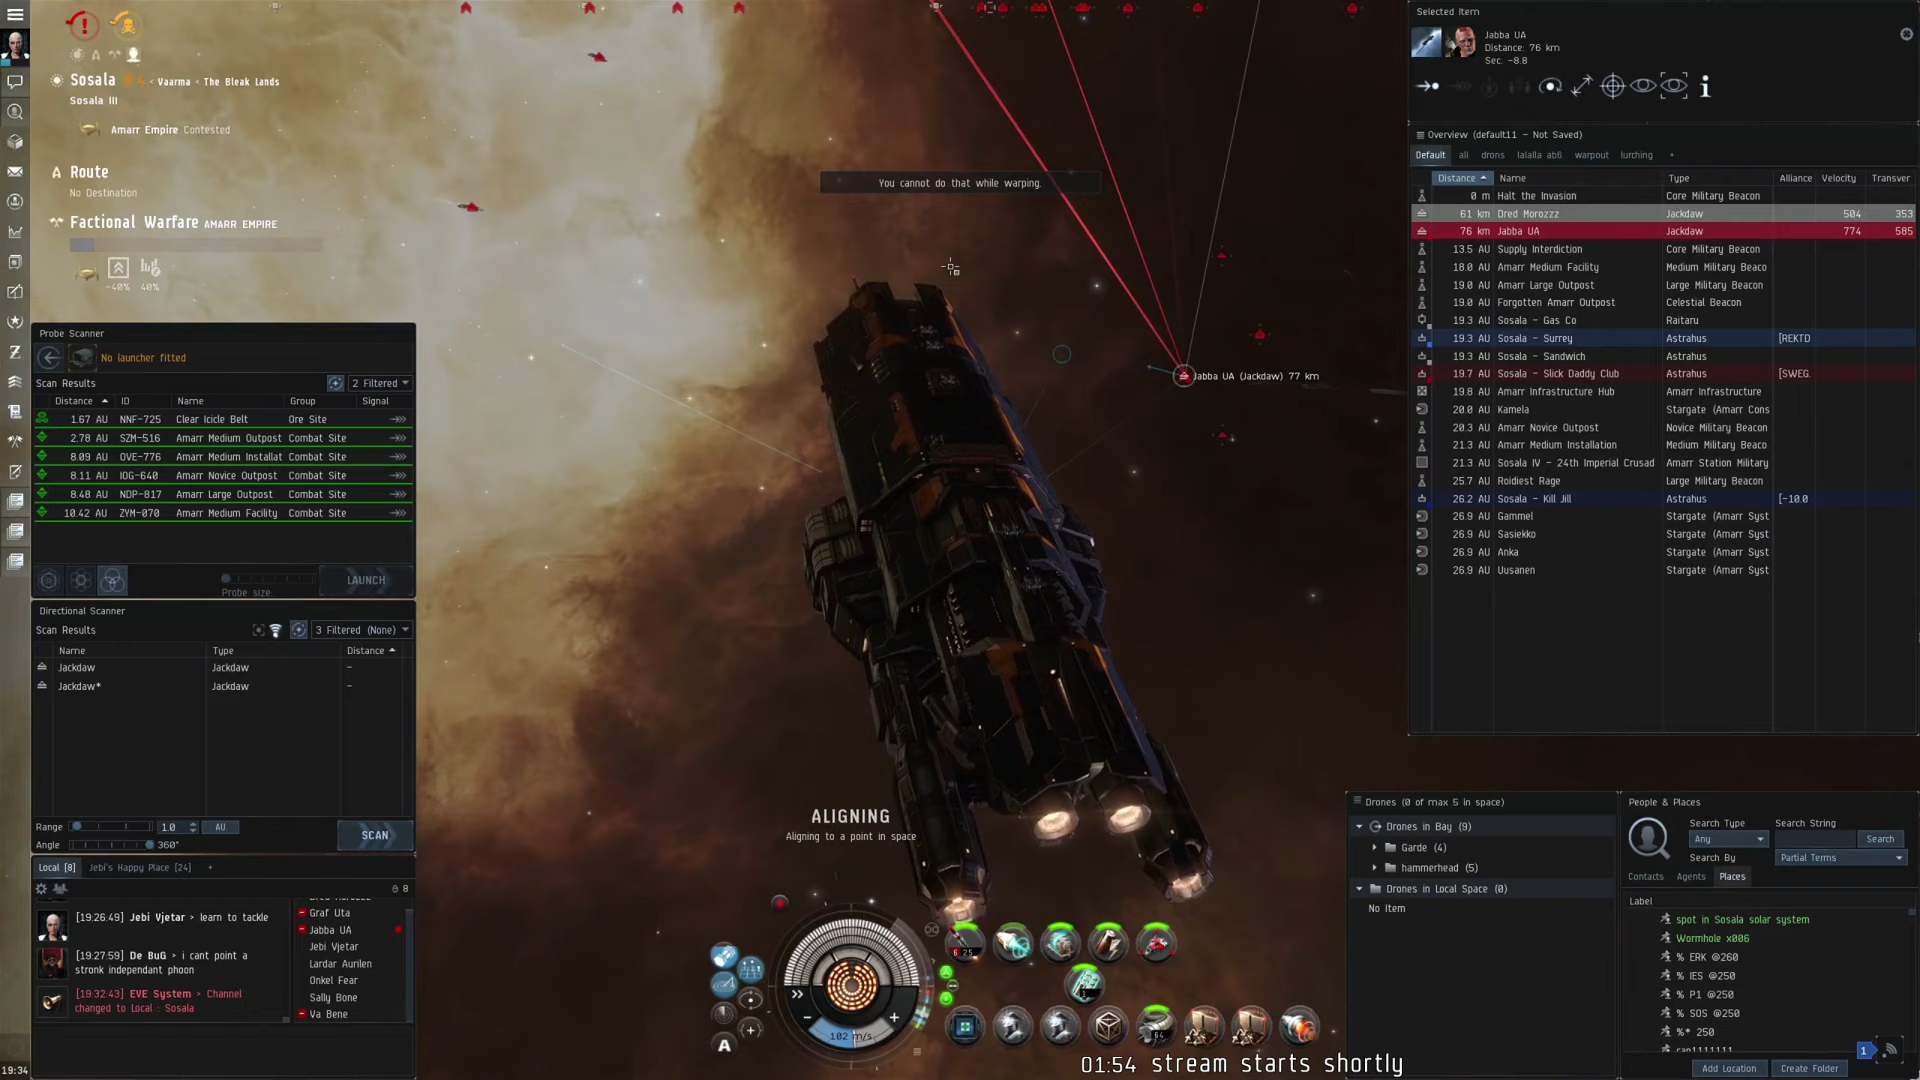 Sosala 0.4 < Vaarma < The Bleak Lands
Sosala III
Amarr Empire Contested
A Route
No Destination
Factional Warfare AMARR EMPIRE
-40% 40%
Probe Scanner
No launcher fitted
Scan Results 2 Filtered
Distance ID Name Group Signal
1.67 AU NNF-725 Clear Icicle Belt Ore Site
2.78 AU SZM-516 Amarr Medium Outpost Combat Site
8.09 AU OVE-776 Amarr Medium Installat Combat Site
8.11 AU IOG-640 Amarr Novice Outpost Combat Site
8.48 AU NDP-817 Amarr Large Outpost Combat Site
10.42 AU ZYM-070 Amarr Medium Facility Combat Site
LAUNCH
Probe size
Directional Scanner
Scan Results 3 Filtered (None)
Name Type Distance
Jackdaw Jackdaw -
Jackdaw* Jackdaw -
Range 1.0 AU
SCAN
Angle 360°
Local [8] Jebi's Happy Place [24] +
8
[19:26:49] Jebi Vjetar > learn to tackle
[19:27:59] De BuG > i cant point a
stronk independant phoon
[19:32:43] EVE System > Channel
changed to Local : Sosala
Graf Uta
Jabba UA
Jebi Vjetar
Lardar Aurilen
Onkel Fear
Sally Bone
Va Bene
19:34
You cannot do that while warping.
Jabba UA (Jackdaw) 77 km
ALIGNING
Aligning to a point in space
102 m/s
A
6 25
64
01:54 stream starts shortly
Selected Item
Jabba UA
Distance: 76 km
Sec. -8.8
Overview (default11 - Not Saved)
Default all drons lalalla ab6 warpout lurching +
Distance Name Type Alliance Velocity Transver
0 m Halt the Invasion Core Military Beacon
61 km Dred Morozzz Jackdaw 504 353
76 km Jabba UA Jackdaw 774 585
13.5 AU Supply Interdiction Core Military Beacon
18.0 AU Amarr Medium Facility Medium Military Beaco
19.0 AU Amarr Large Outpost Large Military Beacon
19.0 AU Forgotten Amarr Outpost Celestial Beacon
19.3 AU Sosala - Gas Co Raitaru
19.3 AU Sosala - Surrey Astrahus [REKTD
19.3 AU Sosala - Sandwich Astrahus
19.7 AU Sosala - Slick Daddy Club Astrahus [SWEG.
19.8 AU Amarr Infrastructure Hub Amarr Infrastructure
20.0 AU Kamela Stargate (Amarr Cons
20.3 AU Amarr Novice Outpost Novice Military Beacon
21.3 AU Amarr Medium Installation Medium Military Beaco
21.3 AU Sosala IV - 24th Imperial Crusad Amarr Station Military
25.7 AU Roidiest Rage Large Military Beacon
26.2 AU Sosala - Kill Jill Astrahus [-10.0
26.9 AU Gammel Stargate (Amarr Syst
26.9 AU Sasiekko Stargate (Amarr Syst
26.9 AU Anka Stargate (Amarr Syst
26.9 AU Uusanen Stargate (Amarr Syst
Drones (0 of max 5 in space)
Drones in Bay (9)
Garde (4)
hammerhead (5)
Drones in Local Space (0)
No Item
People & Places
Search Type Search String
Any Search
Search By Partial Terms
Contacts Agents Places
Label
spot in Sosala solar system
Wormhole x006
% ERK @260
% IES @250
% P1 @250
% SOS @250
%* 250
1
Add Location Create Folder